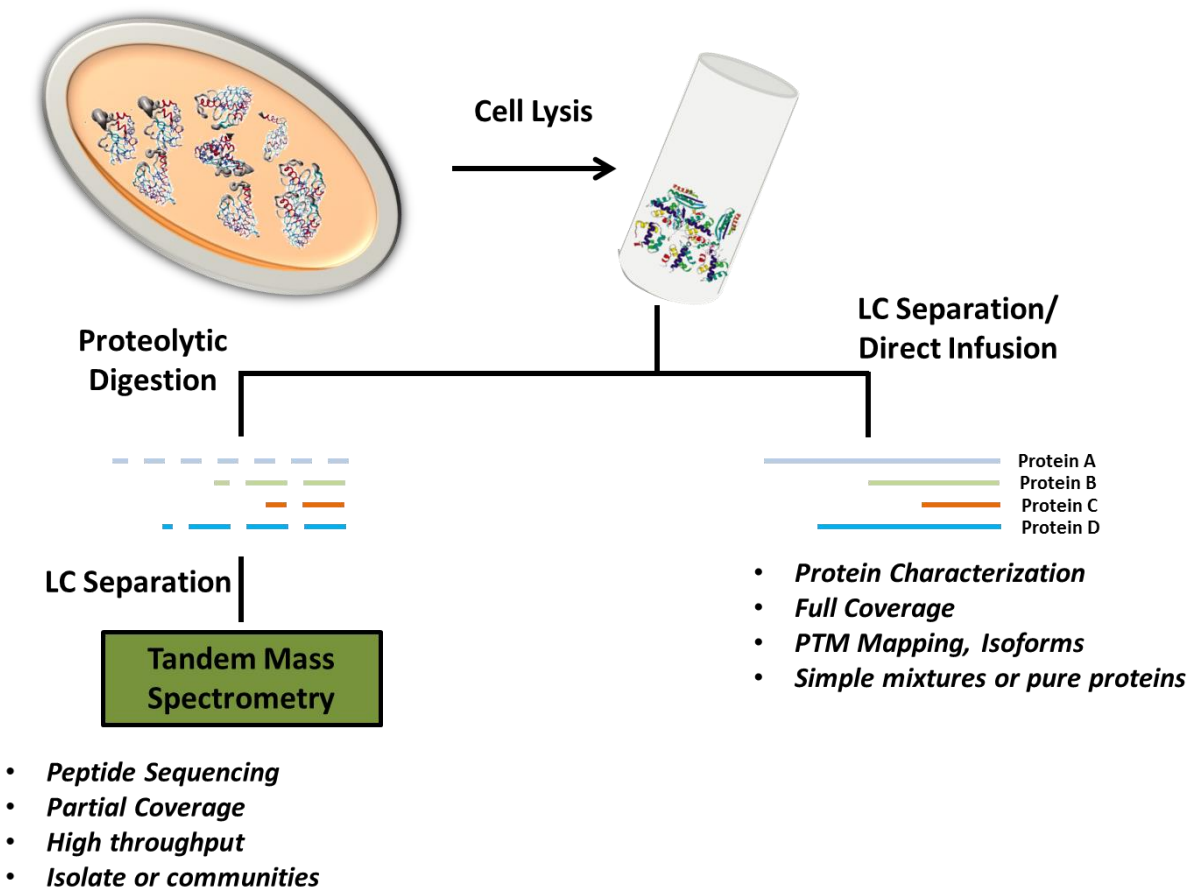 Cell Lysis
Proteolytic
Digestion
LC Separation/
Direct Infusion
Protein A
Protein B
Protein C
Protein D
LC Separation
Tandem Mass
Spectrometry
• Protein Characterization
• Full Coverage
• PTM Mapping, Isoforms
• Simple mixtures or pure proteins
• Peptide Sequencing
• Partial Coverage
• High throughput
• Isolate or communities